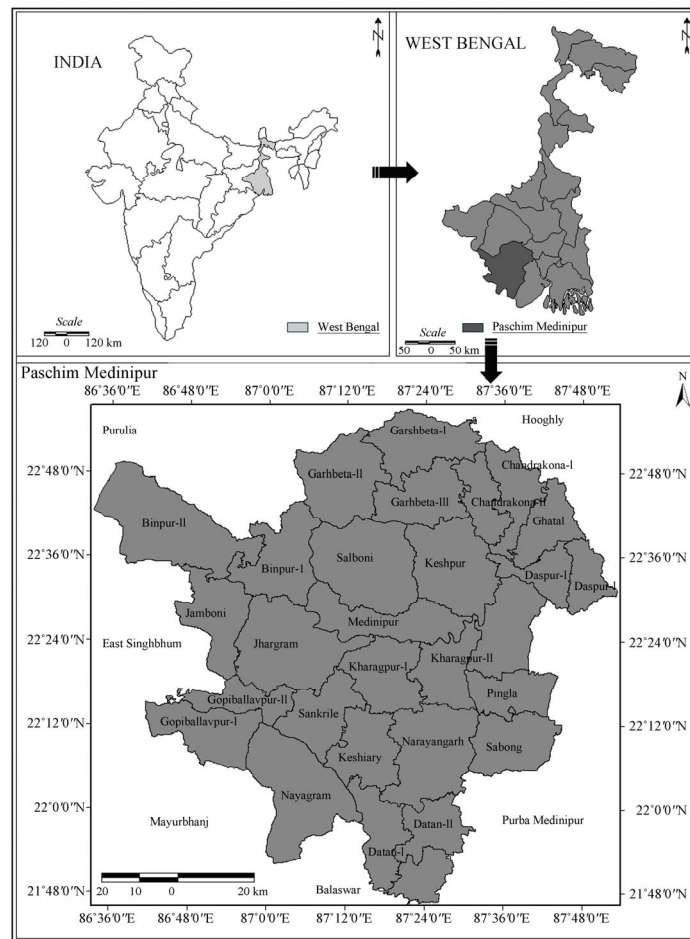 INDIA
N
Scale
120 0 120 km
West Bengal
WEST BENGAL
N
Scale
50 0 50 km
Paschim Medinipur
Paschim Medinipur
86°36′0″N 86°48′0″N 87°0′0″N 87°12′0″N 87°24′0″N 87°36′0″N 87°48′0″N
N
Purulia
Hooghly
Garshbeta-I
22°48′0″N
Garhbeta-II
Chandrakona-I
22°48′0″N
Garhbeta-III
Chandrakona-II
Binpur-II
Ghatal
22°36′0″N
Binpur-I
Salboni
Keshpur
22°36′0″N
Daspur-I
Daspur-I
Jamboni
Medinipur
22°24′0″N
East Singhbhum
Jhargram
22°24′0″N
Kharagpur-I
Kharagpur-II
Gopiballavpur-II
Pingla
22°12′0″N
Gopiballavpur-I
Sankrile
22°12′0″N
Keshiary
Narayangarh
Sabong
22°0′0″N
Nayagram
22°0′0″N
Mayurbhanj
Datan-II
Purba Medinipur
Datan-I
20 10 0 20 km
Balaswar
21°48′0″N
21°48′0″N
86°36′0″E 86°48′0″E 87°0′0″E 87°12′0″E 87°24′0″E 87°36′0″E 87°48′0″E